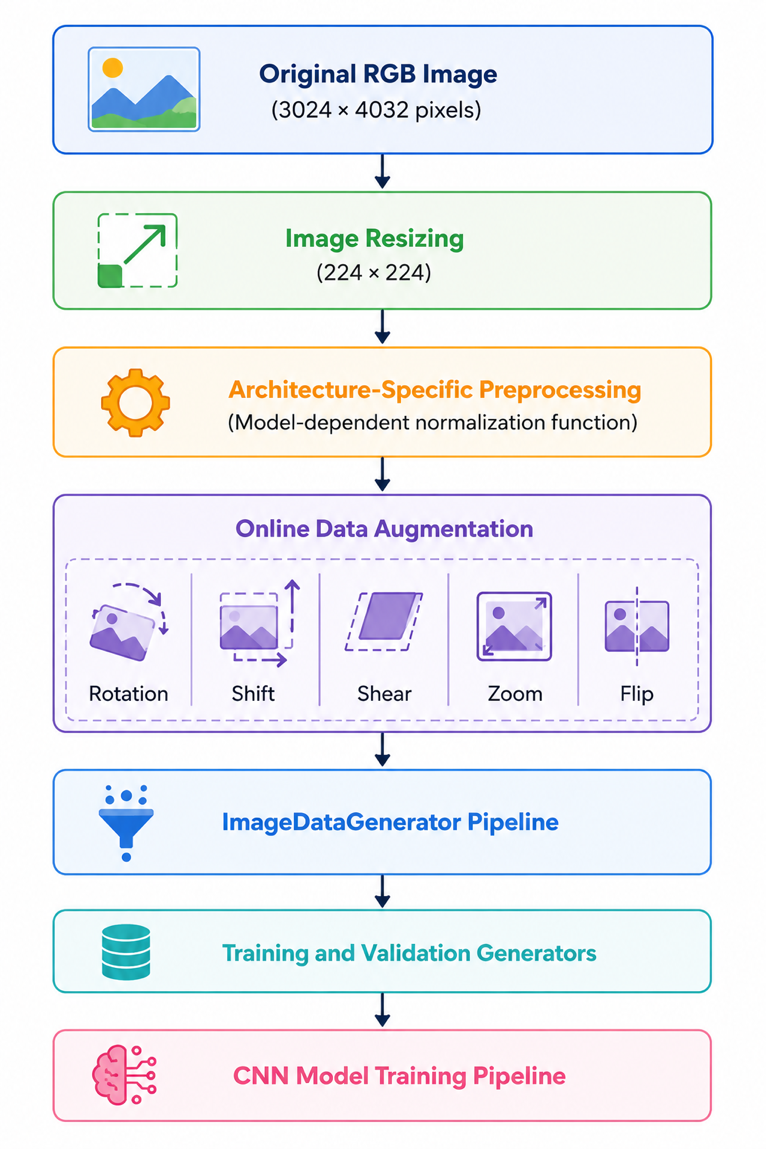 Original RGB Image
(3024 × 4032 pixels)
Image Resizing
(224 × 224)
Architecture-Specific Preprocessing
(Model-dependent normalization function)
Online Data Augmentation
Rotation
Shift
Shear
Zoom
Flip
ImageDataGenerator Pipeline
Training and Validation Generators
CNN Model Training Pipeline